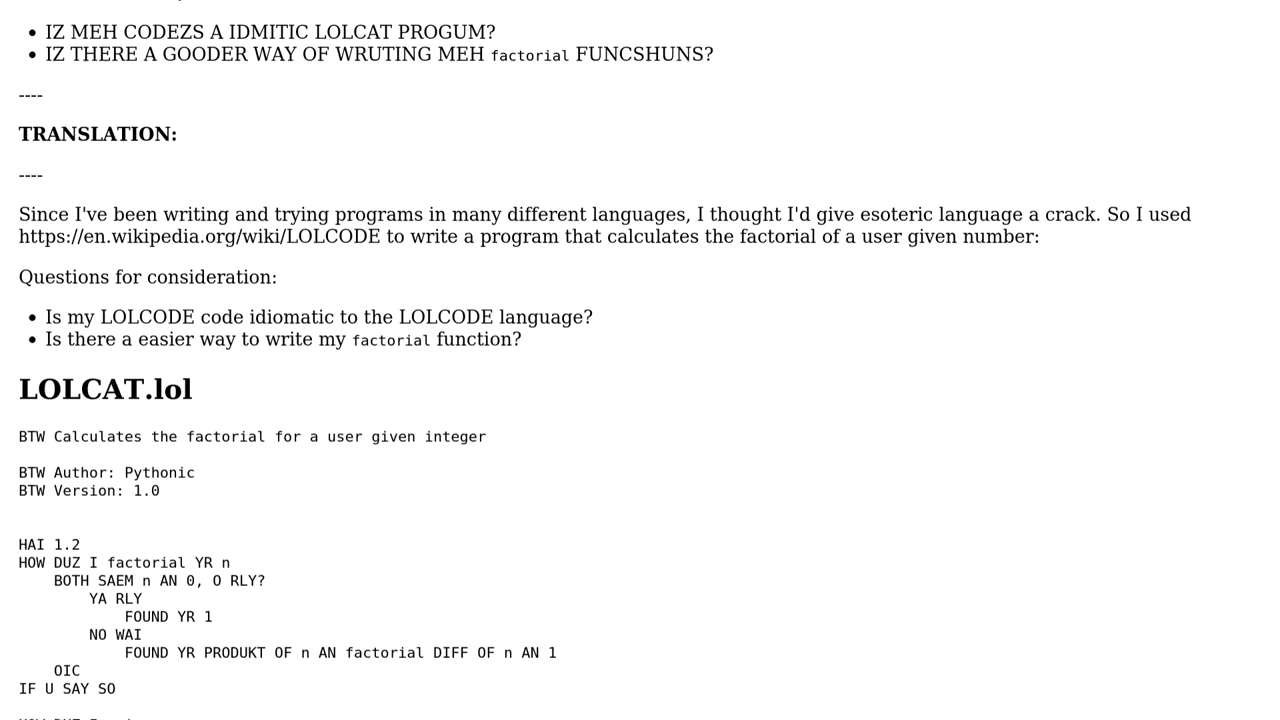 IZ MEH CODEZS A IDMITIC LOLCAT PROGUM?
IZ THERE A GOODER WAY OF WRUTING MEH factorial FUNCSHUNS?
----
TRANSLATION:
----
Since I've been writing and trying programs in many different languages, I thought I'd give esoteric language a crack. So I used
https://en.wikipedia.org/wiki/LOLCODE to write a program that calculates the factorial of a user given number:
Questions for consideration:
Is my LOLCODE code idiomatic to the LOLCODE language?
Is there a easier way to write my factorial function?
LOLCAT.lol
BTW Calculates the factorial for a user given integer
BTW Author: Pythonic
BTW Version: 1.0
HAI 1.2
HOW DUZ I factorial YR n
BOTH SAEM n AN 0, O RLY?
YA RLY
FOUND YR 1
NO WAI
FOUND YR PRODUKT OF n AN factorial DIFF OF n AN 1
OIC
IF U SAY SO